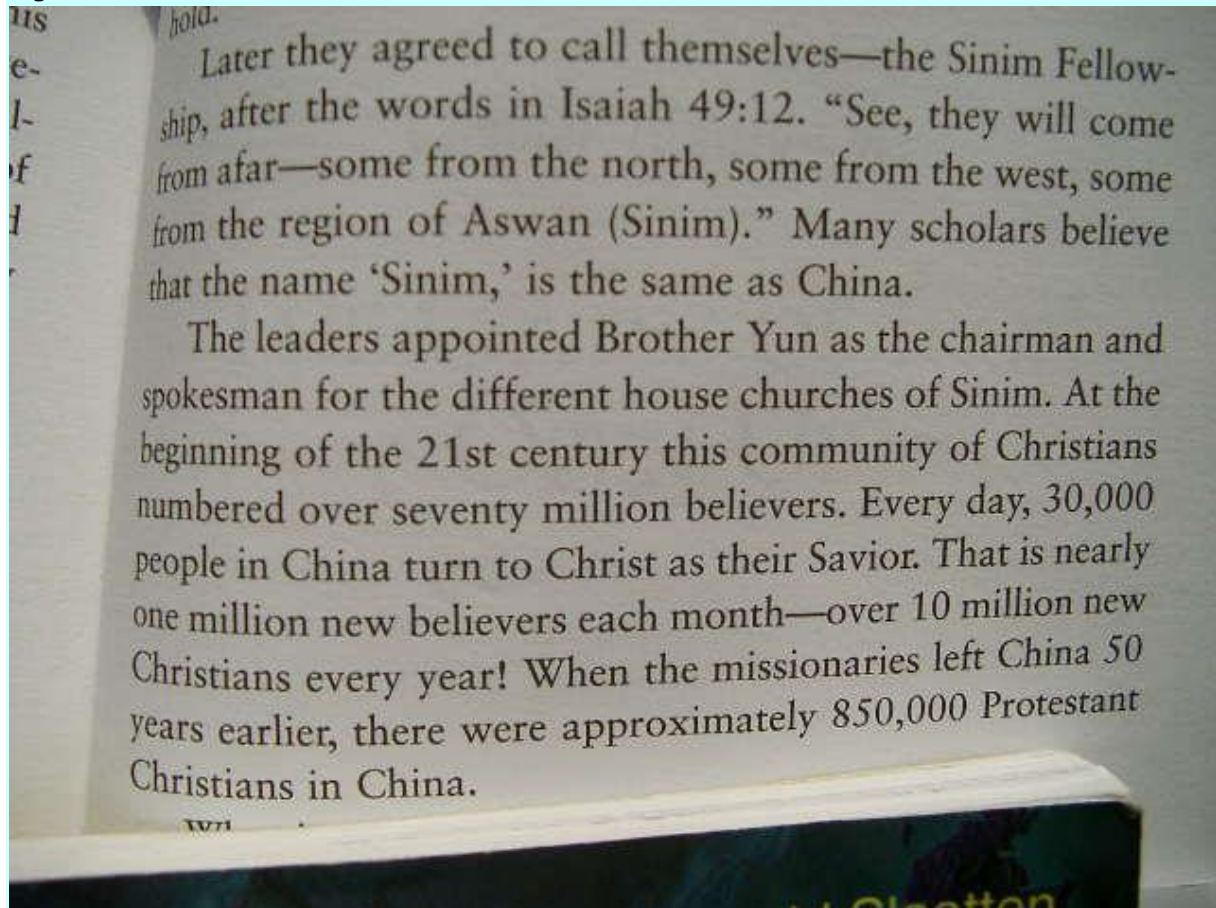 hold.
Later they agreed to call themselves—the Sinim Fellow-
ship, after the words in Isaiah 49:12. “See, they will come
from afar—some from the north, some from the west, some
from the region of Aswan (Sinim).” Many scholars believe
that the name ‘Sinim,’ is the same as China.
The leaders appointed Brother Yun as the chairman and
spokesman for the different house churches of Sinim. At the
beginning of the 21st century this community of Christians
numbered over seventy million believers. Every day, 30,000
people in China turn to Christ as their Savior. That is nearly
one million new believers each month—over 10 million new
Christians every year! When the missionaries left China 50
years earlier, there were approximately 850,000 Protestant
Christians in China.